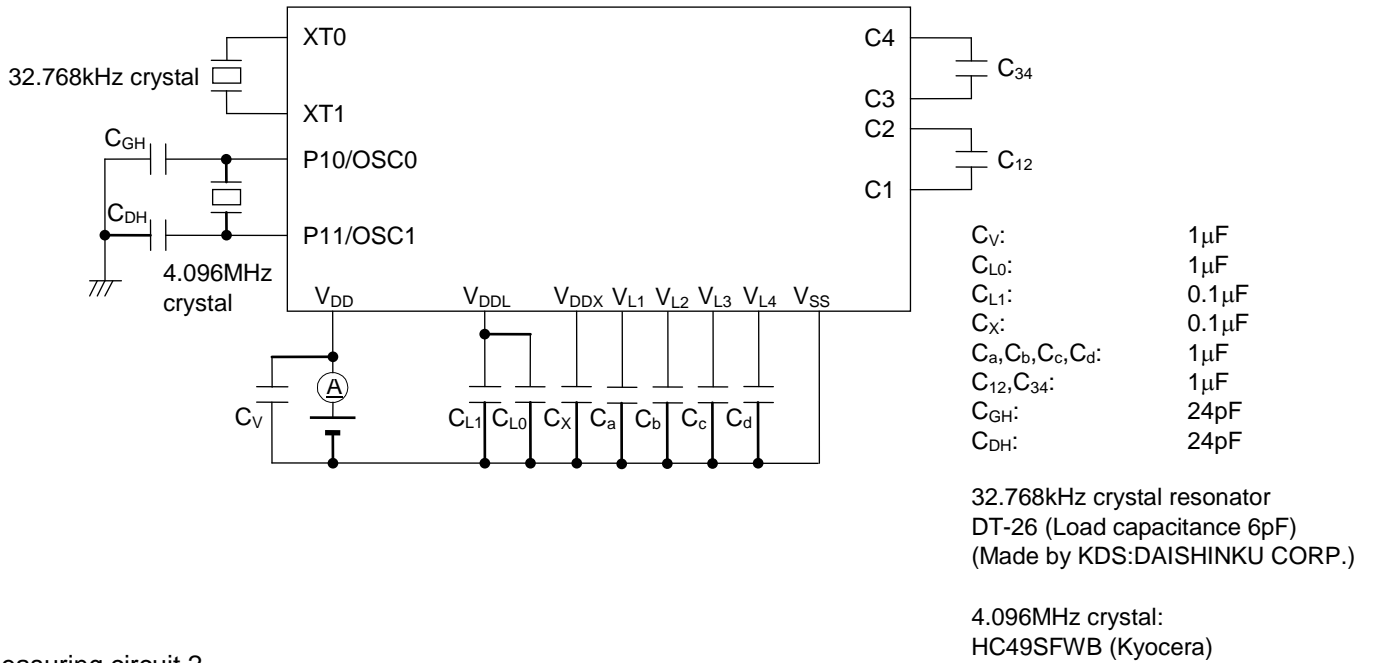 XT0
C4
32.768kHz crystal
C34
XT1
C3
C2
CGH
P10/OSC0
C12
C1
CDH
P11/OSC1
4.096MHz
crystal
VDD
VDDL
VDDX
VL1
VL2
VL3
VL4
VSS
A
CV
CL1
CL0
CX
Ca
Cb
Cc
Cd
CV: 1μF
CL0: 1μF
CL1: 0.1μF
CX: 0.1μF
Ca,Cb,Cc,Cd: 1μF
C12,C34: 1μF
CGH: 24pF
CDH: 24pF
32.768kHz crystal resonator
DT-26 (Load capacitance 6pF)
(Made by KDS:DAISHINKU CORP.)
4.096MHz crystal:
HC49SFWB (Kyocera)